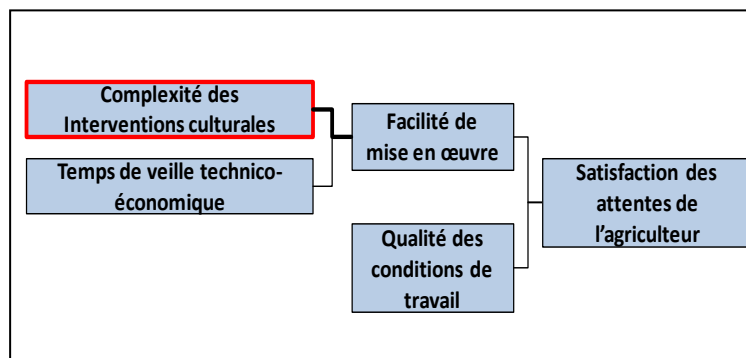 Complexité des
Interventions culturales
Temps de veille technico-
économique
Facilité de
mise en œuvre
Qualité des
conditions de
travail
Satisfaction des
attentes de
l’agriculteur